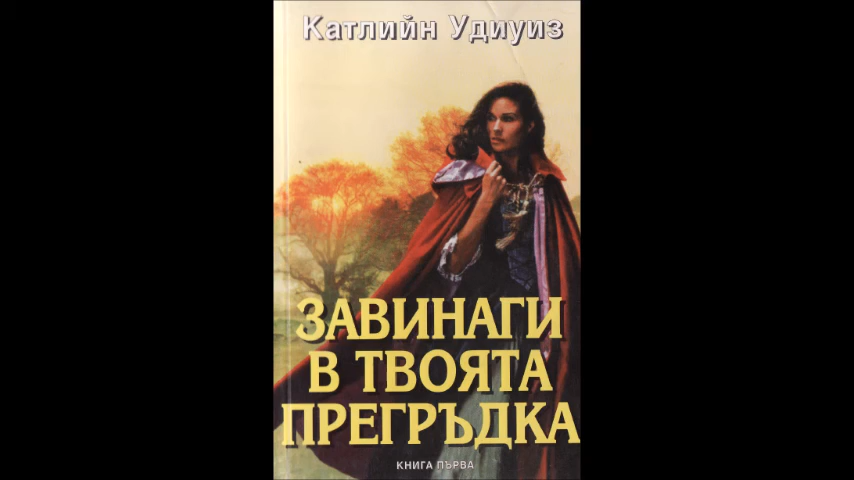 Катлийн Удиуиз
ЗАВИНАГИ
В ТВОЯТА
ПРЕГРЪДКА
КНИГА ПЪРВА